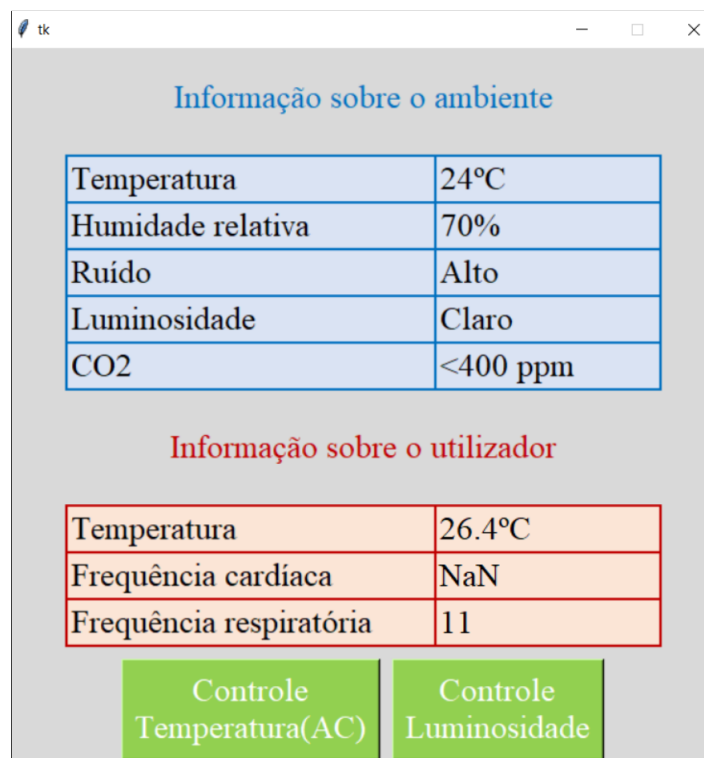 tk
Informação sobre o ambiente
Temperatura 24ºC
Humidade relativa 70%
Ruído Alto
Luminosidade Claro
CO2 <400 ppm
Informação sobre o utilizador
Temperatura 26.4ºC
Frequência cardíaca NaN
Frequência respiratória 11
Controle Controle
Temperatura(AC) Luminosidade